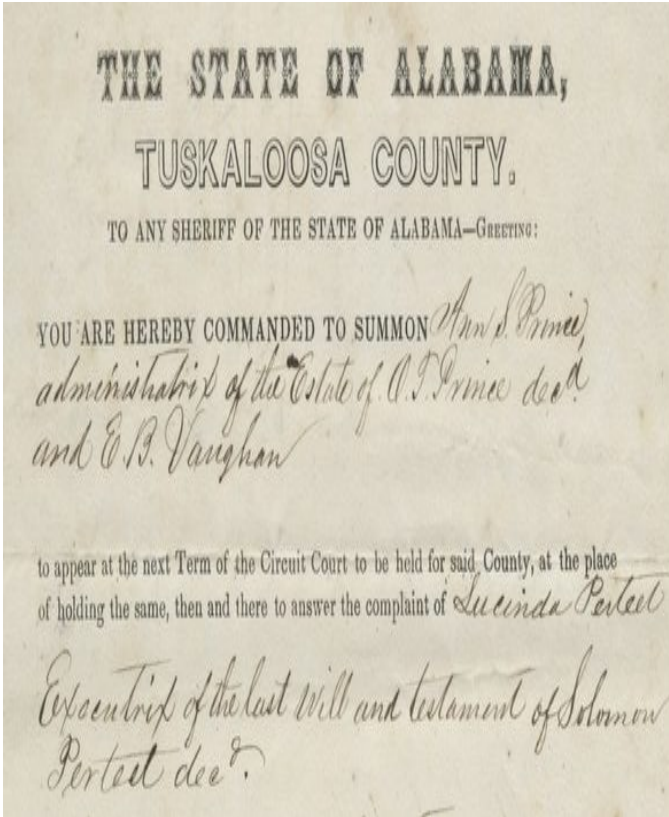 THE STATE OF ALABAMA,
TUSKALOOSA COUNTY.
TO ANY SHERIFF OF THE STATE OF ALABAMA—GREETING:
YOU ARE HEREBY COMMANDED TO SUMMON Ann S. Prince,
administratrix of the Estate of O.T. Prince decd
and E.B. Vaughan
to appear at the next Term of the Circuit Court to be held for said County, at the place
of holding the same, then and there to answer the complaint of Lucinda Perteet
Executrix of the last Will and testament of Solomon
Perteet decd.